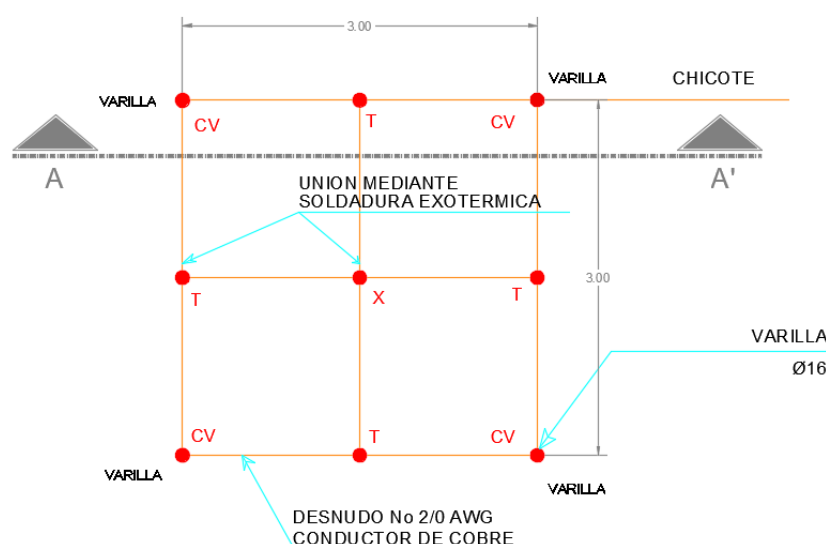 3.00
VARILLA
CHICOTE
VARILLA
CV
T
CV
A
A'
UNION MEDIANTE
SOLDADURA EXOTERMICA
T
X
T
3.00
VARILLA
Ø16
CV
T
CV
VARILLA
VARILLA
DESNUDO No 2/0 AWG
CONDUCTOR DE COBRE